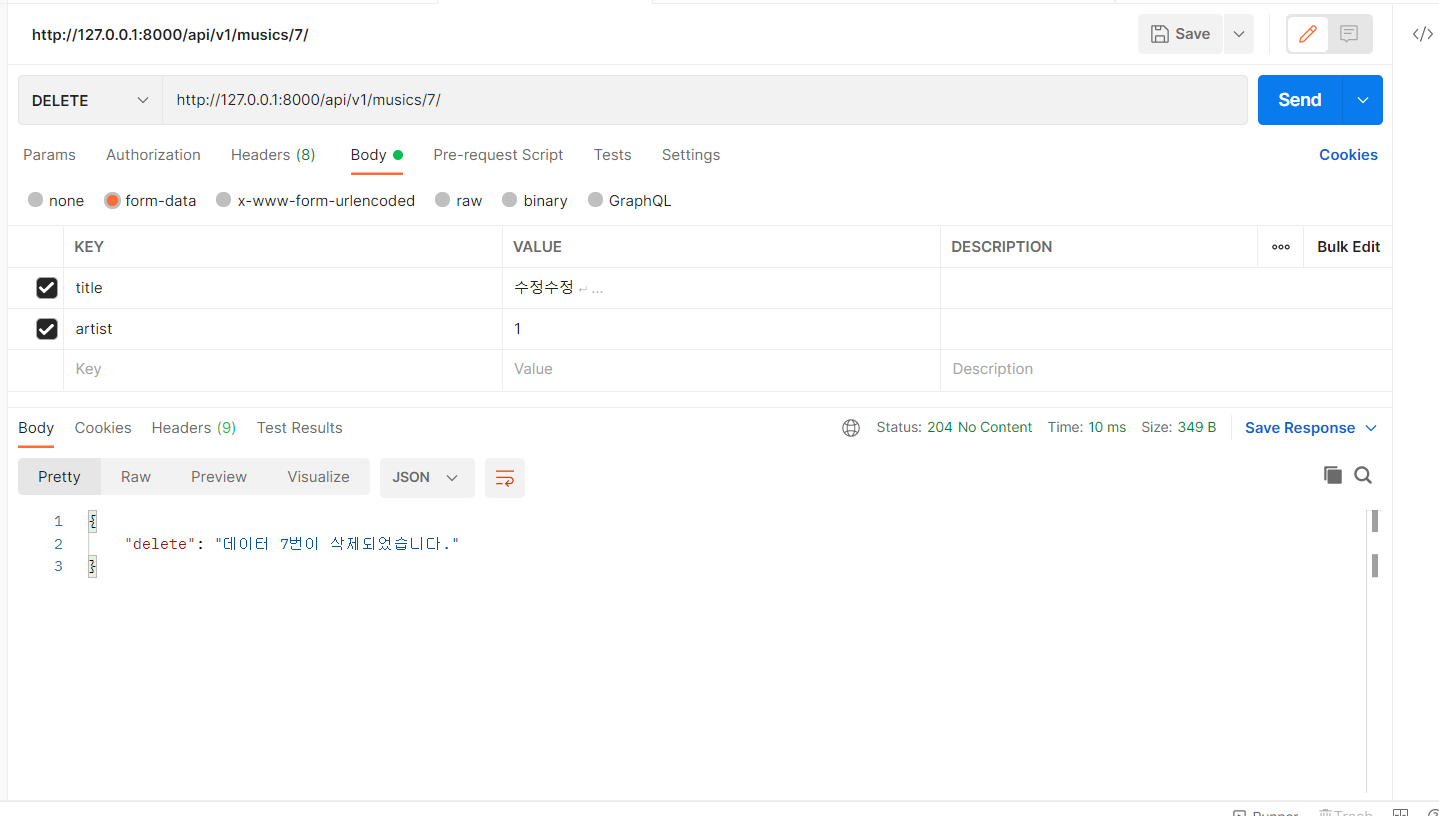 http://127.0.0.1:8000/api/v1/musics/7/
Save
DELETE
http://127.0.0.1:8000/api/v1/musics/7/
Send
Params Authorization Headers (8) Body Pre-request Script Tests Settings Cookies
none form-data x-www-form-urlencoded raw binary GraphQL
KEY VALUE DESCRIPTION ooo Bulk Edit
title 수정수정 ↵ ...
artist 1
Key Value Description
Body Cookies Headers (9) Test Results Status: 204 No Content Time: 10 ms Size: 349 B Save Response
Pretty Raw Preview Visualize JSON
1 {
2 "delete": "데이터 7번이 삭제되었습니다."
3 }
Runner Trash